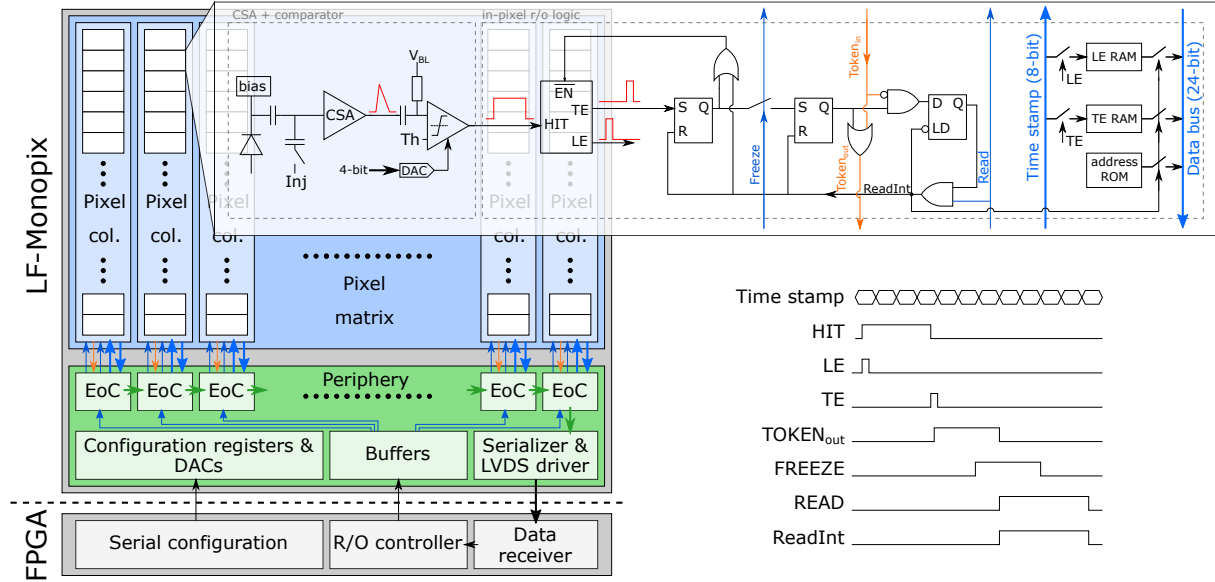 CSA + comparator
in-pixel r/o logic
bias
CSA
V_BL
Th
4-bit
DAC
Inj
EN
HIT
TE
LE
S Q
R
Freeze
S Q
R
Token_in
Token_out
D Q
LD
ReadInt
Read
Time stamp (8-bit)
LE
LE RAM
TE
TE RAM
address
ROM
Data bus (24-bit)
LF-Monopix
Pixel
col.
Pixel
col.
Pixel
col.
Pixel
col.
Pixel
col.
Pixel
matrix
Periphery
EoC
EoC
EoC
EoC
EoC
Configuration registers &
DACs
Buffers
Serializer &
LVDS driver
FPGA
Serial configuration
R/O controller
Data
receiver
Time stamp
HIT
LE
TE
TOKEN_out
FREEZE
READ
ReadInt